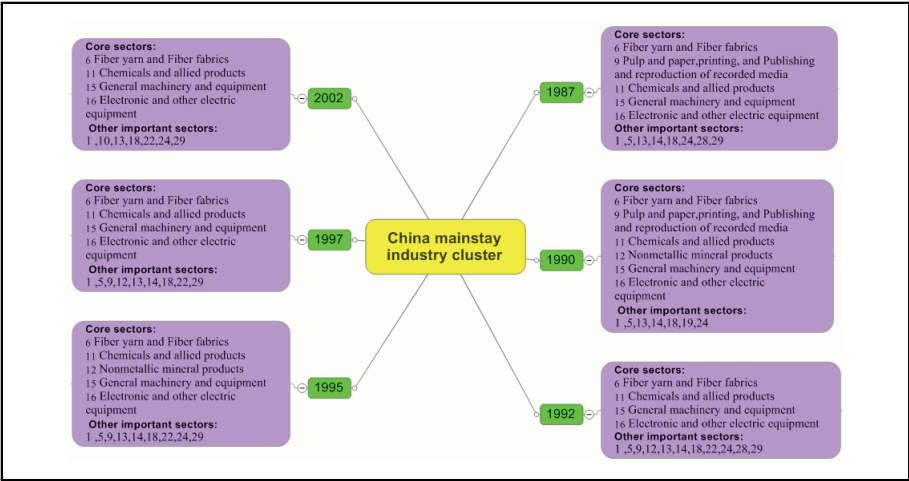 Core sectors:
6 Fiber yarn and Fiber fabrics
11 Chemicals and allied products
15 General machinery and equipment
16 Electronic and other electric
equipment
Other important sectors:
1 ,10,13,18,22,24,29
2002
Core sectors:
6 Fiber yarn and Fiber fabrics
9 Pulp and paper,printing, and Publishing
and reproduction of recorded media
11 Chemicals and allied products
15 General machinery and equipment
16 Electronic and other electric equipment
Other important sectors:
1 ,5,13,14,18,24,28,29
1987
Core sectors:
6 Fiber yarn and Fiber fabrics
11 Chemicals and allied products
15 General machinery and equipment
16 Electronic and other electric
equipment
Other important sectors:
1 ,5,9,12,13,14,18,22,29
1997
China mainstay
industry cluster
1990
Core sectors:
6 Fiber yarn and Fiber fabrics
9 Pulp and paper,printing, and Publishing
and reproduction of recorded media
11 Chemicals and allied products
12 Nonmetallic mineral products
15 General machinery and equipment
16 Electronic and other electric
equipment
Other important sectors:
1 ,5,13,14,18,19,24
Core sectors:
6 Fiber yarn and Fiber fabrics
11 Chemicals and allied products
12 Nonmetallic mineral products
15 General machinery and equipment
16 Electronic and other electric
equipment
Other important sectors:
1 ,5,9,13,14,18,22,24,29
1995
1992
Core sectors:
6 Fiber yarn and Fiber fabrics
11 Chemicals and allied products
15 General machinery and equipment
16 Electronic and other electric equipment
Other important sectors:
1 ,5,9,12,13,14,18,22,24,28,29